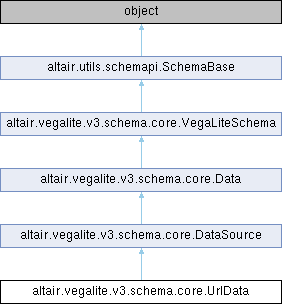 object
altair.utils.schemapi.SchemaBase
altair.vegalite.v3.schema.core.VegaLiteSchema
altair.vegalite.v3.schema.core.Data
altair.vegalite.v3.schema.core.DataSource
altair.vegalite.v3.schema.core.UrlData